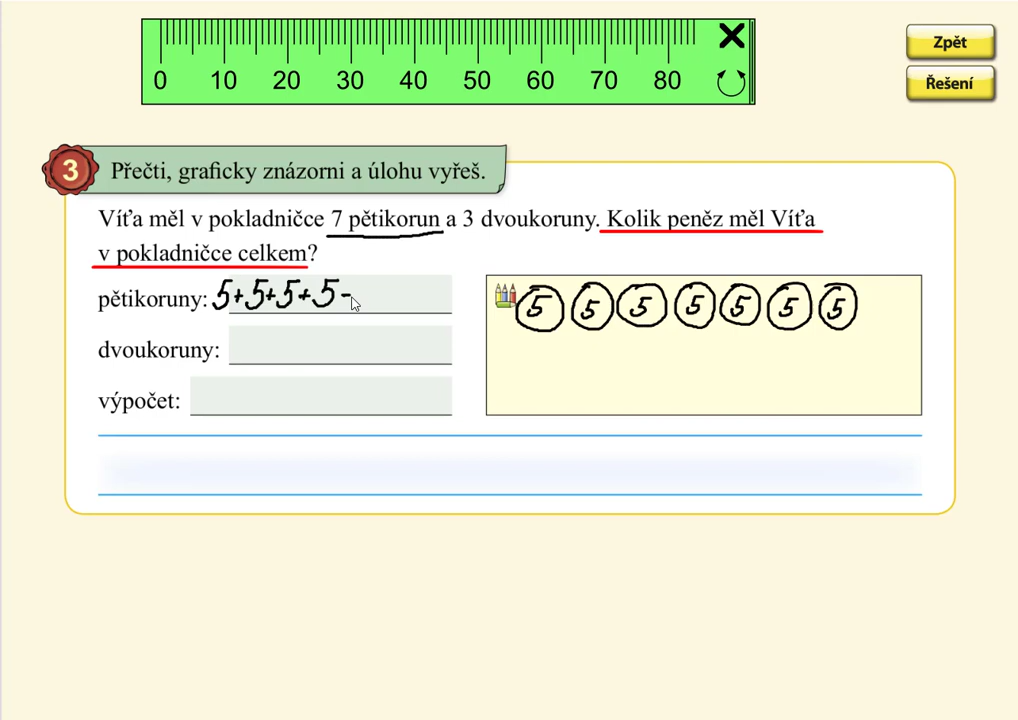 0 10 20 30 40 50 60 70 80
Zpět
Řešení
3 Přečti, graficky znázorni a úlohu vyřeš.
Víťa měl v pokladničce 7 pětikorun a 3 dvoukoruny. Kolik peněz měl Víťa
v pokladničce celkem?
pětikoruny: 5+5+5+5-
5 5 5 5 5 5 5
dvoukoruny:
výpočet: